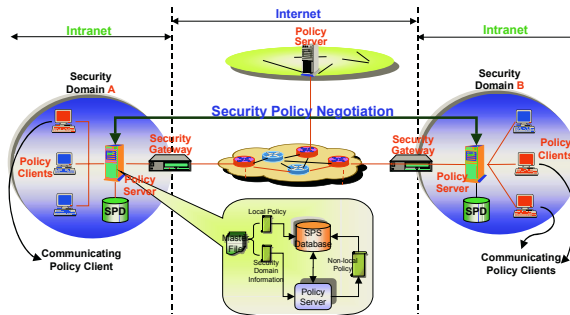 Internet
Intranet
Intranet
Policy
Server
Security
Domain A
Security
Domain B
Security Policy Negotiation
Security
Gateway
Security
Gateway
Policy
Clients
Policy
Server
Policy
Server
Policy
Clients
SPD
SPD
Local Policy
Master
File
SPS
Database
Security
Domain
Information
Non-local
Policy
Policy
Server
Communicating
Policy Client
Communicating
Policy Clients